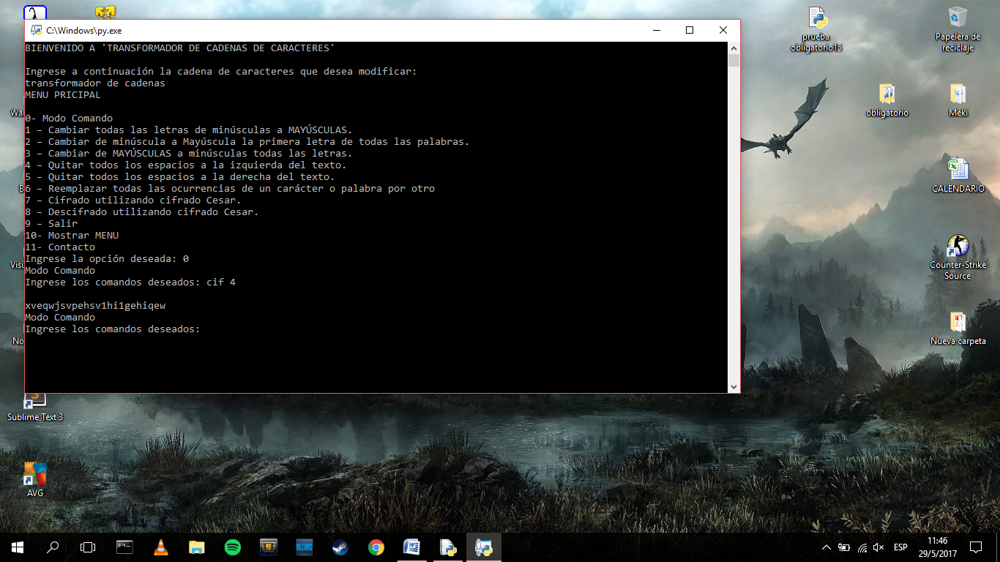 C:\Windows\py.exe
BIENVENIDO A 'TRANSFORMADOR DE CADENAS DE CARACTERES'
Ingrese a continuación la cadena de caracteres que desea modificar:
transformador de cadenas
MENU PRICIPAL
0- Modo Comando
1 – Cambiar todas las letras de minúsculas a MAYÚSCULAS.
2 – Cambiar de minúscula a Mayúscula la primera letra de todas las palabras.
3 – Cambiar de MAYÚSCULAS a minúsculas todas las letras.
4 – Quitar todos los espacios a la izquierda del texto.
5 – Quitar todos los espacios a la derecha del texto.
6 – Reemplazar todas las ocurrencias de un carácter o palabra por otro
7 – Cifrado utilizando cifrado Cesar.
8 – Descifrado utilizando cifrado Cesar.
9 – Salir
10- Mostrar MENU
11- Contacto
Ingrese la opción deseada: 0
Modo Comando
Ingrese los comandos deseados: cif 4
xveqwjsvpehsv1hi1gehiqew
Modo Comando
Ingrese los comandos deseados:
prueba
obligatorio15
Papelera de
reciclaje
obligatorio
Meki
CALENDARIO
Counter-Strike
Source
Nueva carpeta
Sublime Text 3
AVG
ESP
11:46
29/5/2017